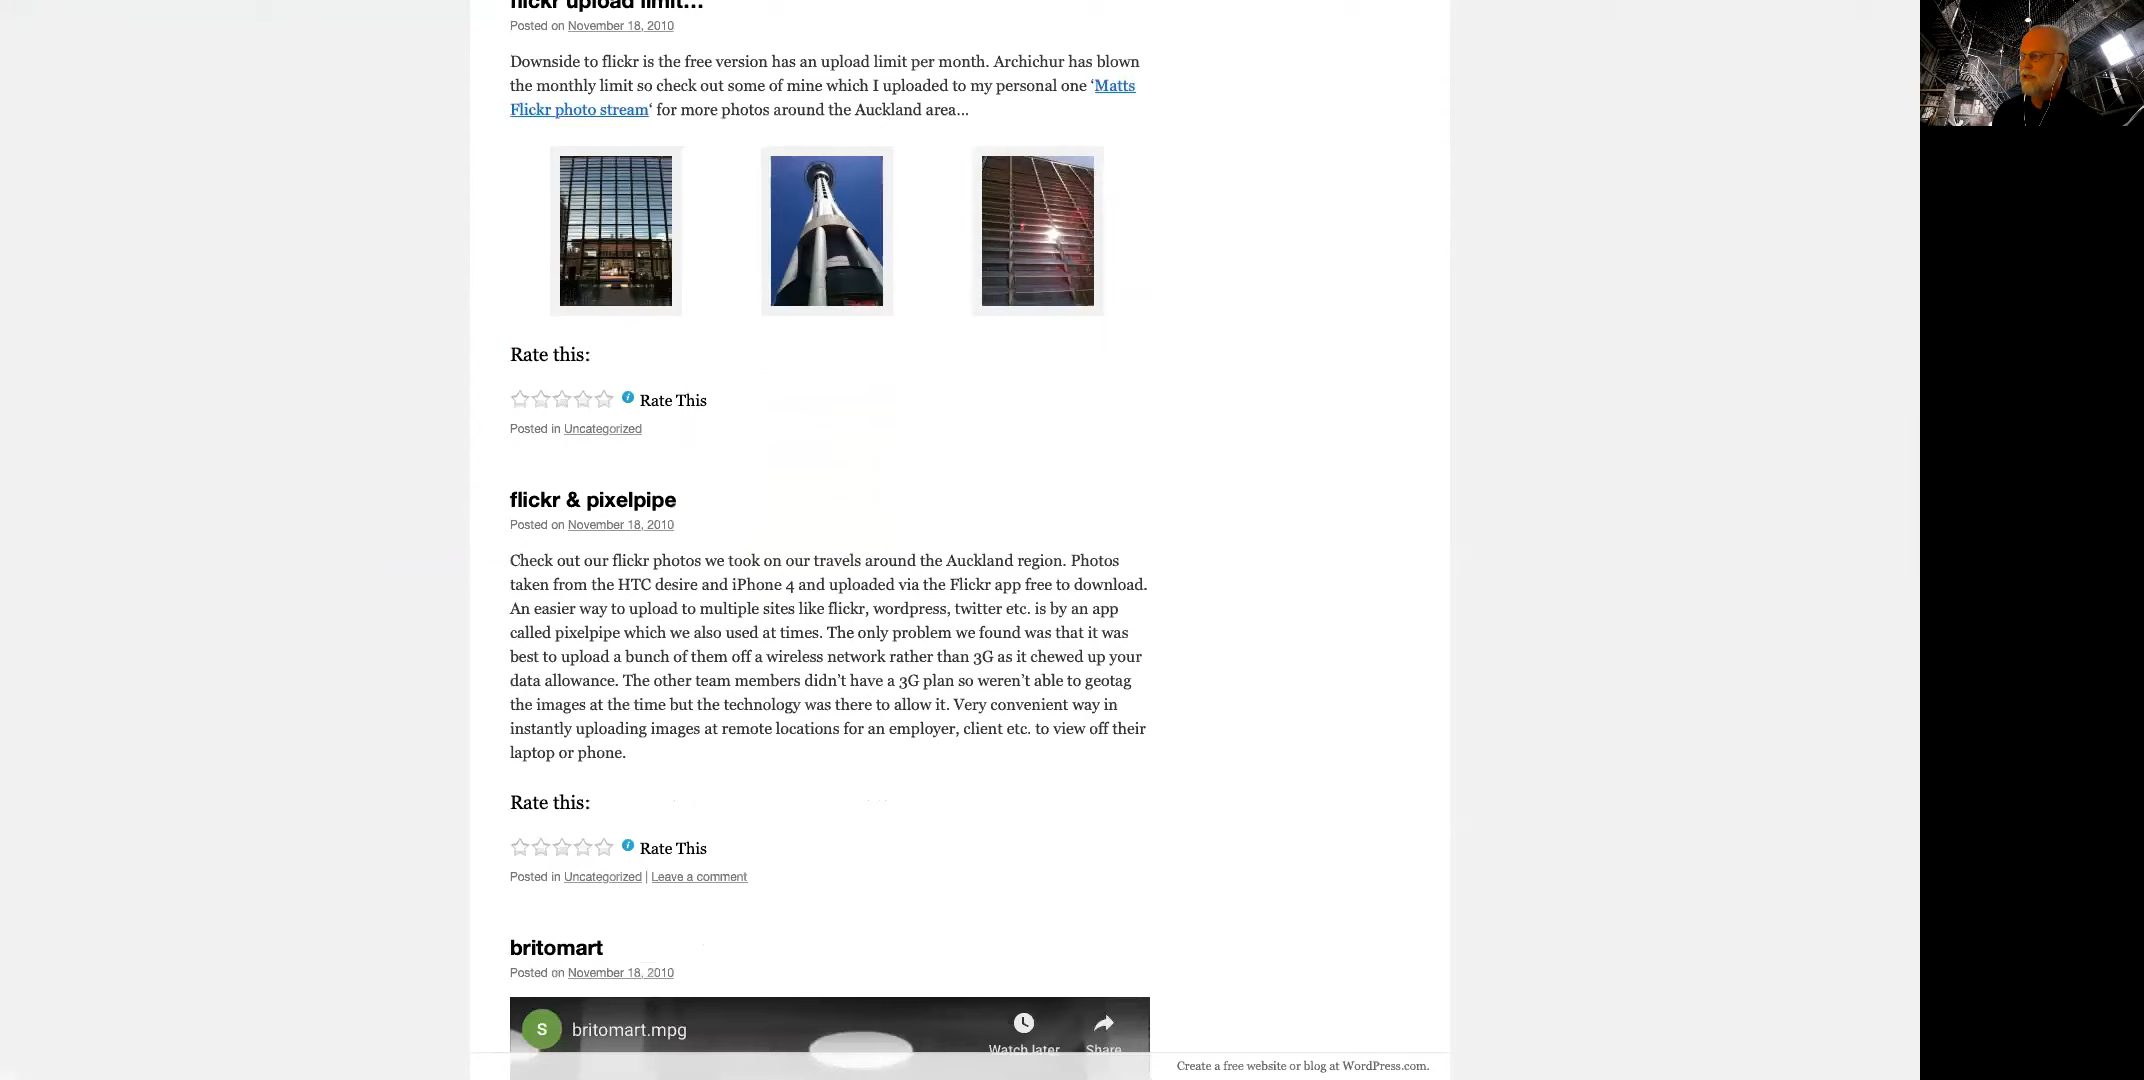 flickr upload limit...
Posted on November 18, 2010
Downside to flickr is the free version has an upload limit per month. Archichur has blown
the monthly limit so check out some of mine which I uploaded to my personal one ‘Matts
Flickr photo stream‘ for more photos around the Auckland area...
Rate this:
Rate This
Posted in Uncategorized
flickr & pixelpipe
Posted on November 18, 2010
Check out our flickr photos we took on our travels around the Auckland region. Photos
taken from the HTC desire and iPhone 4 and uploaded via the Flickr app free to download.
An easier way to upload to multiple sites like flickr, wordpress, twitter etc. is by an app
called pixelpipe which we also used at times. The only problem we found was that it was
best to upload a bunch of them off a wireless network rather than 3G as it chewed up your
data allowance. The other team members didn’t have a 3G plan so weren’t able to geotag
the images at the time but the technology was there to allow it. Very convenient way in
instantly uploading images at remote locations for an employer, client etc. to view off their
laptop or phone.
Rate this:
Rate This
Posted in Uncategorized | Leave a comment
britomart
Posted on November 18, 2010
S britomart.mpg
Watch later Share
Create a free website or blog at WordPress.com.